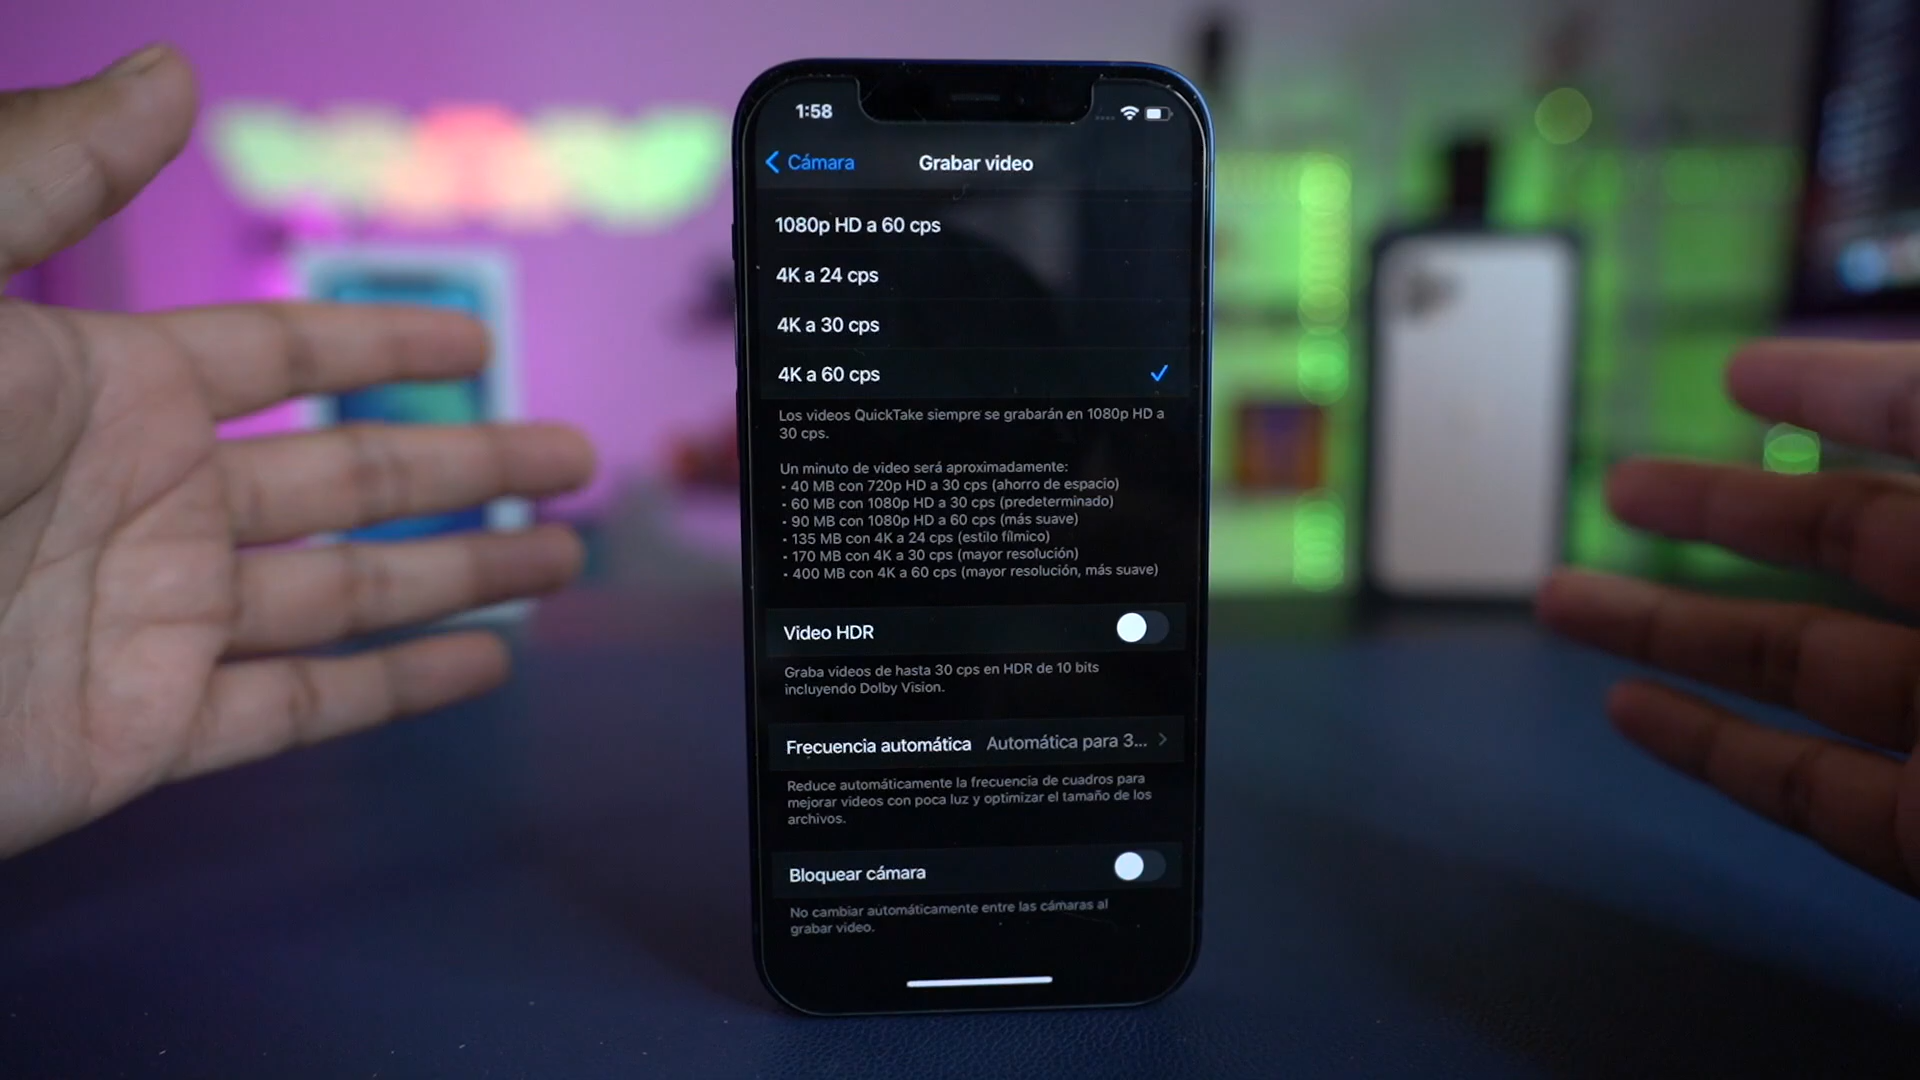 1:58
Cámara
Grabar video
1080p HD a 60 cps
4K a 24 cps
4K a 30 cps
4K a 60 cps
Los videos QuickTake siempre se grabarán en 1080p HD a
30 cps.
Un minuto de video será aproximadamente:
• 40 MB con 720p HD a 30 cps (ahorro de espacio)
• 60 MB con 1080p HD a 30 cps (predeterminado)
• 90 MB con 1080p HD a 60 cps (más suave)
• 135 MB con 4K a 24 cps (estilo fílmico)
• 170 MB con 4K a 30 cps (mayor resolución)
• 400 MB con 4K a 60 cps (mayor resolución, más suave)
Video HDR
Graba videos de hasta 30 cps en HDR de 10 bits
incluyendo Dolby Vision.
Frecuencia automática Automática para 3...
Reduce automáticamente la frecuencia de cuadros para
mejorar videos con poca luz y optimizar el tamaño de los
archivos.
Bloquear cámara
No cambiar automáticamente entre las cámaras al
grabar video.